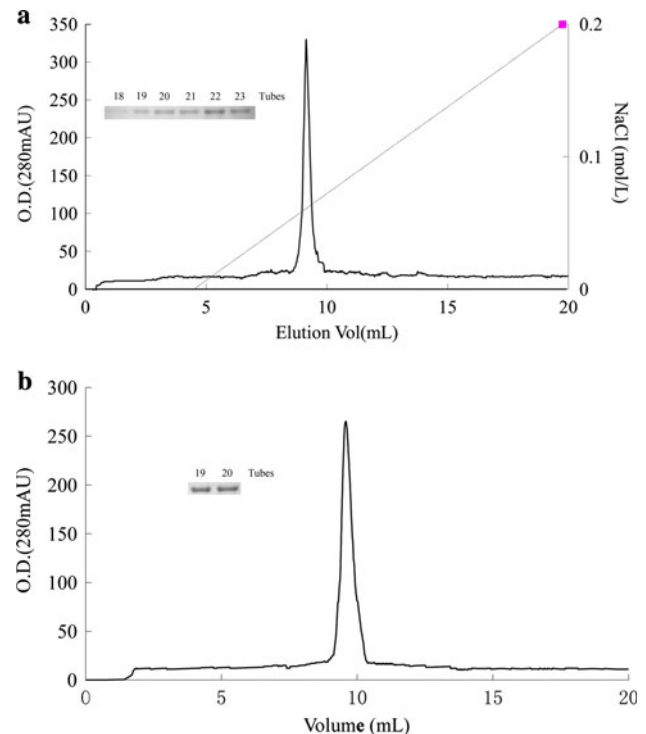 a
350
300
250
200
150
100
50
0
O.D.(280mAU)
18 19 20 21 22 23 Tubes
0.2
0.1
0
NaCl (mol/L)
0 5 10 15 20
Elution Vol(mL)
b
300
250
200
150
100
50
0
O.D.(280mAU)
19 20 Tubes
0 5 10 15 20
Volume (mL)